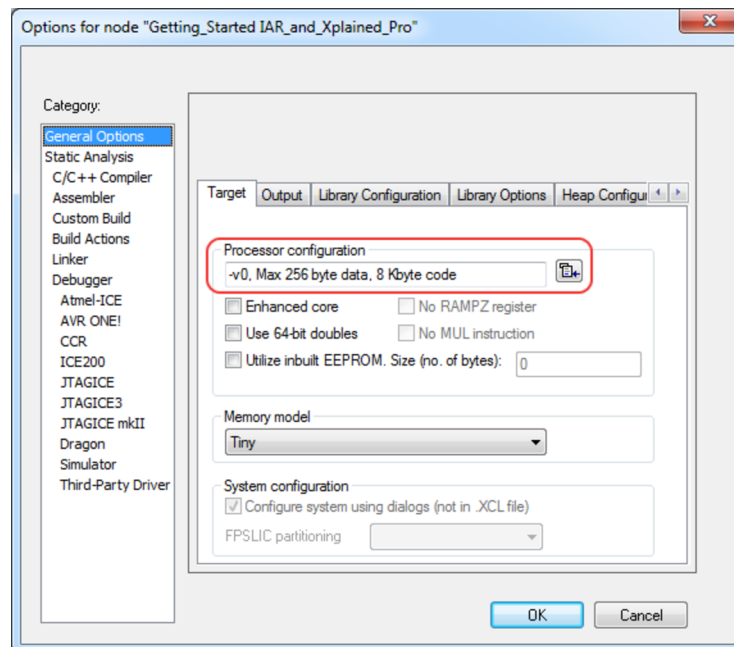 Options for node "Getting_Started IAR_and_Xplained_Pro"
Category:
General Options
Static Analysis
C/C++ Compiler
Assembler
Custom Build
Build Actions
Linker
Debugger
Atmel-ICE
AVR ONE!
CCR
ICE200
JTAGICE
JTAGICE3
JTAGICE mkII
Dragon
Simulator
Third-Party Driver
Target Output Library Configuration Library Options Heap Configur
Processor configuration
-v0, Max 256 byte data, 8 Kbyte code
Enhanced core No RAMPZ register
Use 64-bit doubles No MUL instruction
Utilize inbuilt EEPROM. Size (no. of bytes): 0
Memory model
Tiny
System configuration
Configure system using dialogs (not in .XCL file)
FPSLIC partitioning
OK Cancel